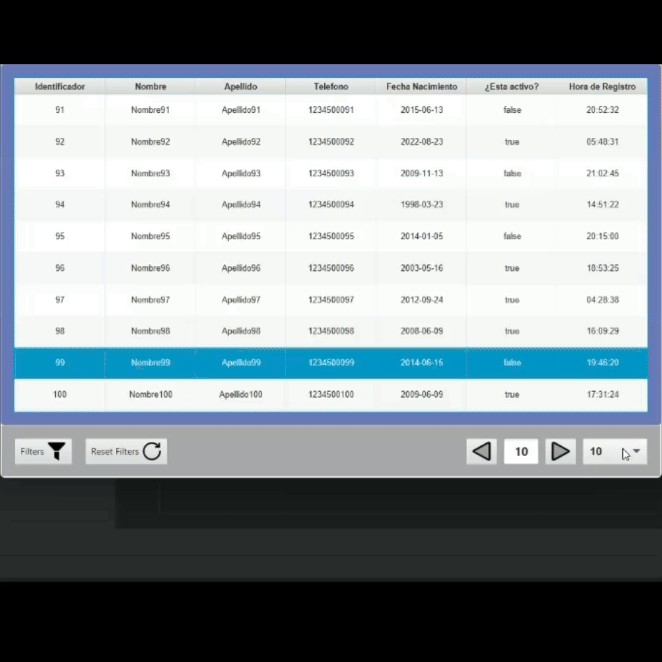 Identificador Nombre Apellido Telefono Fecha Nacimiento ¿Esta activo? Hora de Registro
91 Nombre91 Apellido91 1234500091 2015-06-13 false 20:52:32
92 Nombre92 Apellido92 1234500092 2022-08-23 true 05:48:31
93 Nombre93 Apellido93 1234500093 2009-11-13 false 21:02:45
94 Nombre94 Apellido94 1234500094 1998-03-23 true 14:51:22
95 Nombre95 Apellido95 1234500095 2014-01-05 false 20:15:00
96 Nombre96 Apellido96 1234500096 2003-05-16 true 18:53:25
97 Nombre97 Apellido97 1234500097 2012-09-24 true 04:28:38
98 Nombre98 Apellido98 1234500098 2008-06-09 true 16:09:29
99 Nombre99 Apellido99 1234500099 2014-06-15 false 19:46:20
100 Nombre100 Apellido100 1234500100 2009-06-09 true 17:31:24
Filters Reset Filters 10 10